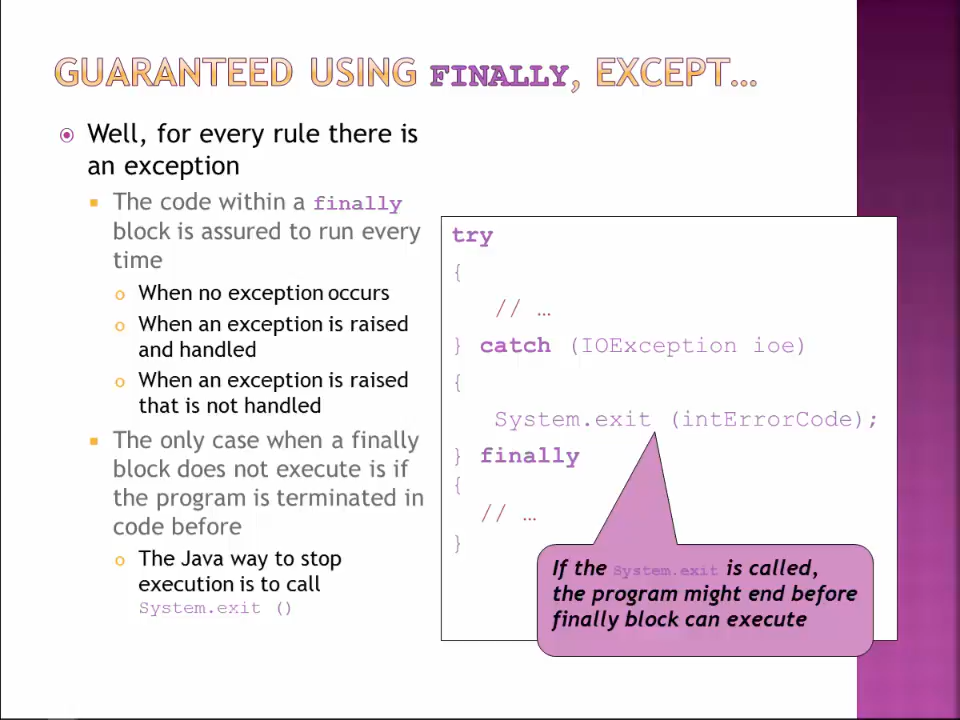 GUARANTEED USING FINALLY, EXCEPT…
Well, for every rule there is
an exception
The code within a finally
block is assured to run every
time
When no exception occurs
When an exception is raised
and handled
When an exception is raised
that is not handled
The only case when a finally
block does not execute is if
the program is terminated in
code before
The Java way to stop
execution is to call
System.exit ()
try
{
// …
} catch (IOException ioe)
{
System.exit (intErrorCode);
} finally
{
// …
}
If the System.exit is called,
the program might end before
finally block can execute